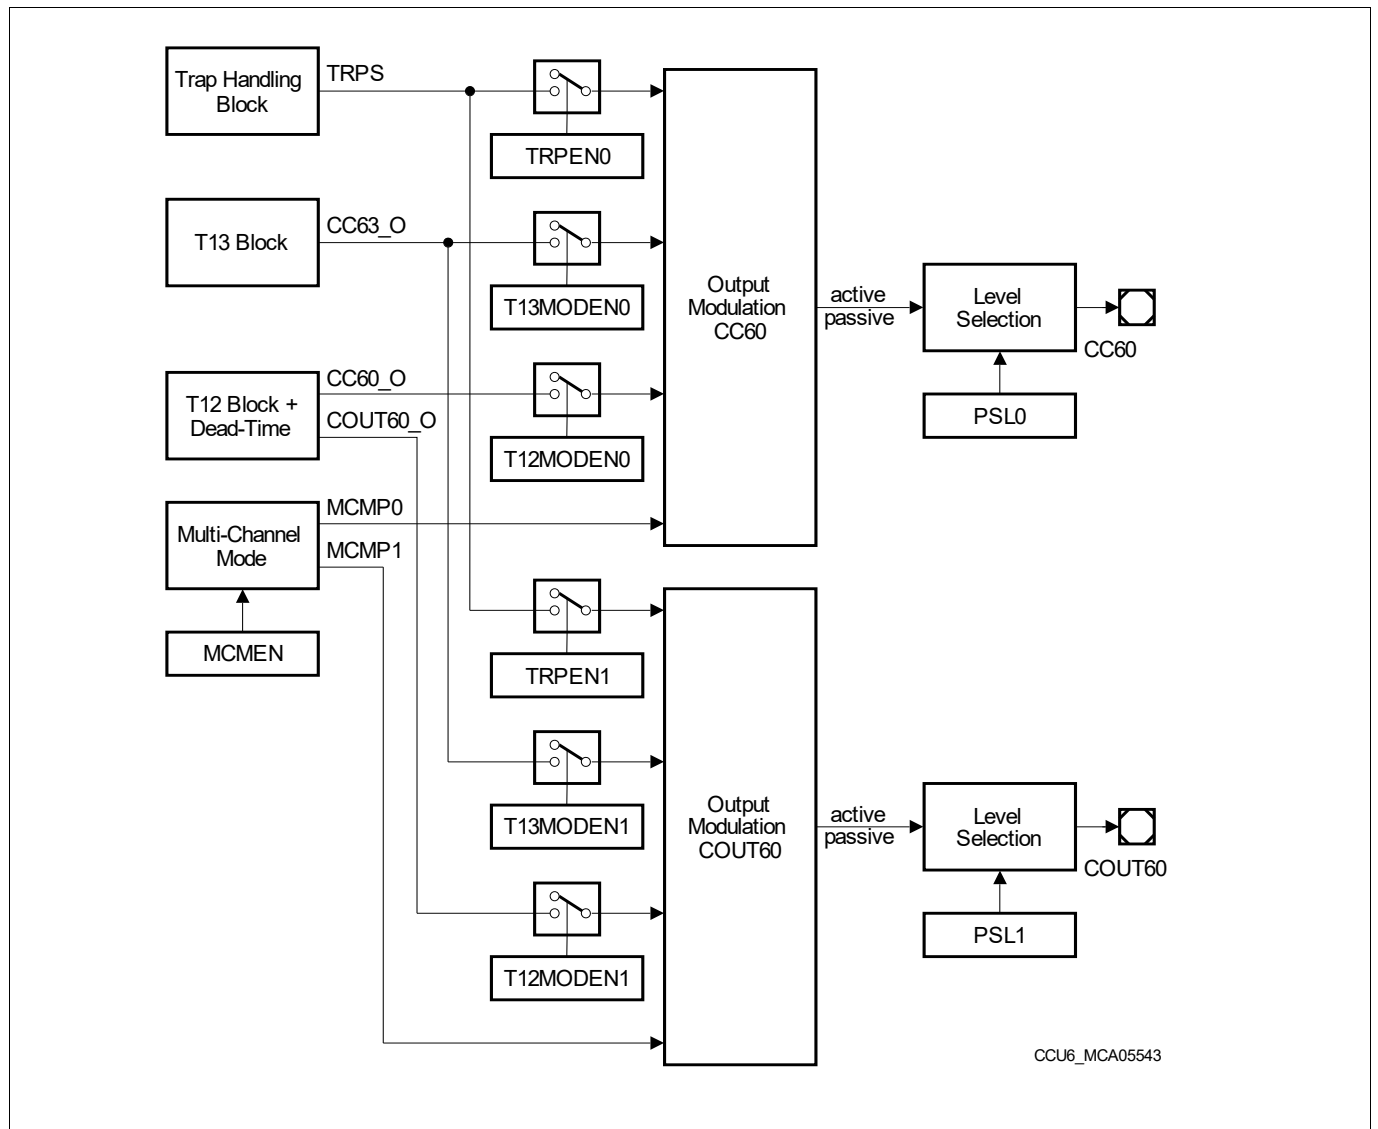 Trap Handling
Block
TRPS
TRPEN0
T13 Block
CC63_O
T13MODEN0
T12 Block +
Dead-Time
CC60_O
COUT60_O
T12MODEN0
Multi-Channel
Mode
MCMP0
MCMP1
MCMEN
Output
Modulation
CC60
active
passive
Level
Selection
CC60
PSL0
TRPEN1
T13MODEN1
T12MODEN1
Output
Modulation
COUT60
active
passive
Level
Selection
COUT60
PSL1
CCU6_MCA05543